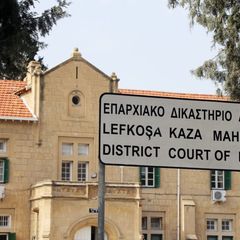 ΕΠΑΡΧΙΑΚΟ ΔΙΚΑΣΤΗΡΙΟ
LEFKOŞA KAZA MAH
DISTRICT COURT OF